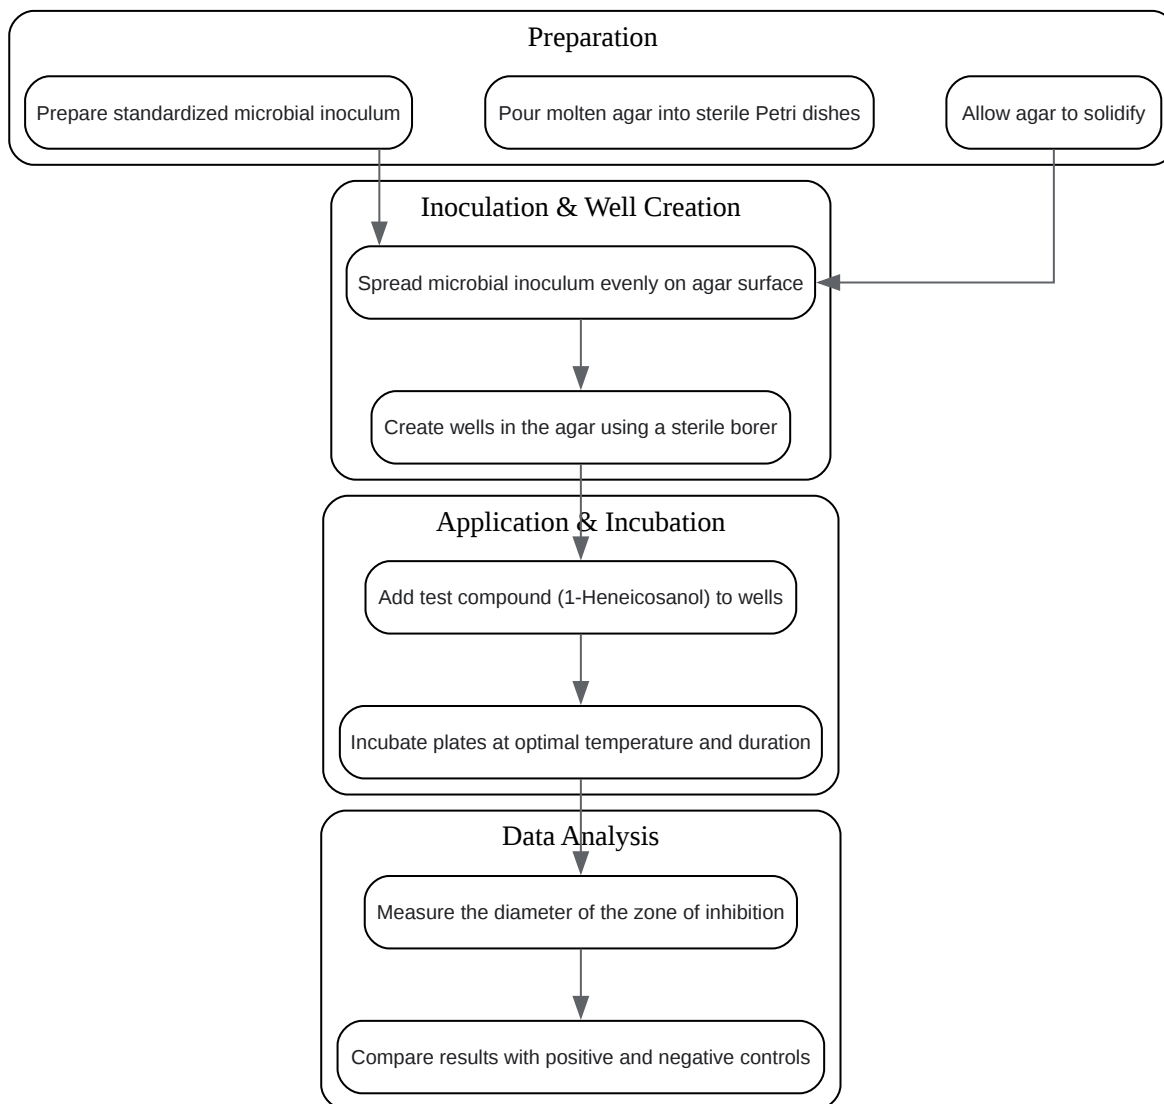 Preparation
Prepare standardized microbial inoculum
Pour molten agar into sterile Petri dishes
Allow agar to solidify
Inoculation & Well Creation
Spread microbial inoculum evenly on agar surface
Create wells in the agar using a sterile borer
Application & Incubation
Add test compound (1-Heneicosanol) to wells
Incubate plates at optimal temperature and duration
Data Analysis
Measure the diameter of the zone of inhibition
Compare results with positive and negative controls